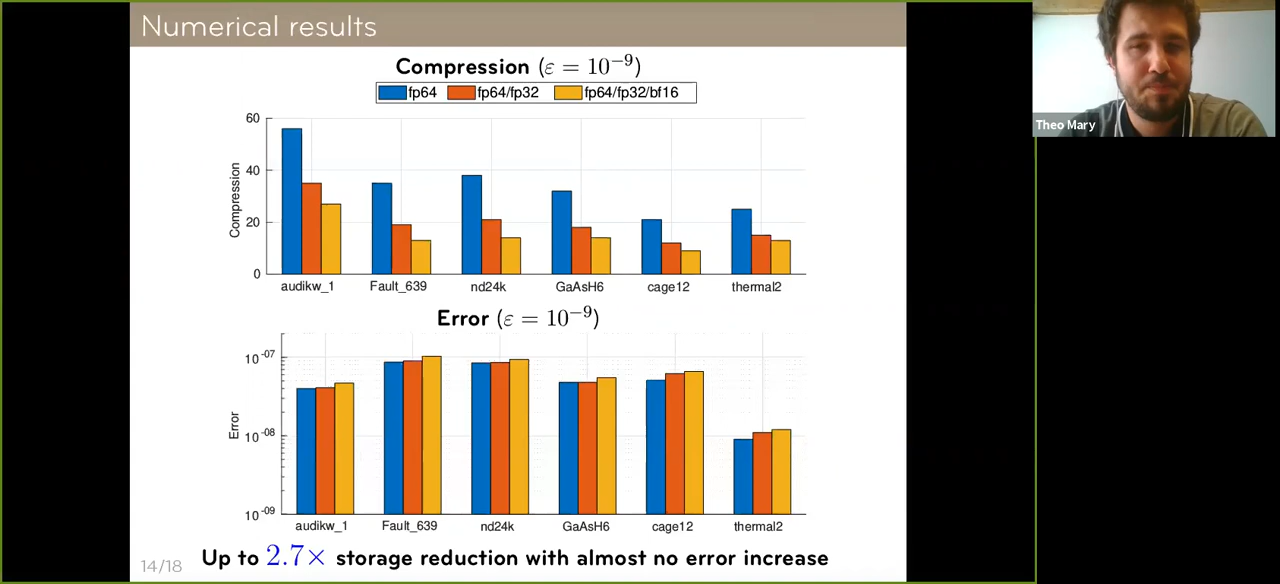 Numerical results
Compression (ε = 10⁻⁹)
fp64 fp64/fp32 fp64/fp32/bf16
60
40
20
0
Compression
audikw_1 Fault_639 nd24k GaAsH6 cage12 thermal2
Error (ε = 10⁻⁹)
10⁻⁰⁷
10⁻⁰⁸
10⁻⁰⁹
Error
audikw_1 Fault_639 nd24k GaAsH6 cage12 thermal2
Up to 2.7× storage reduction with almost no error increase
14/18
Theo Mary